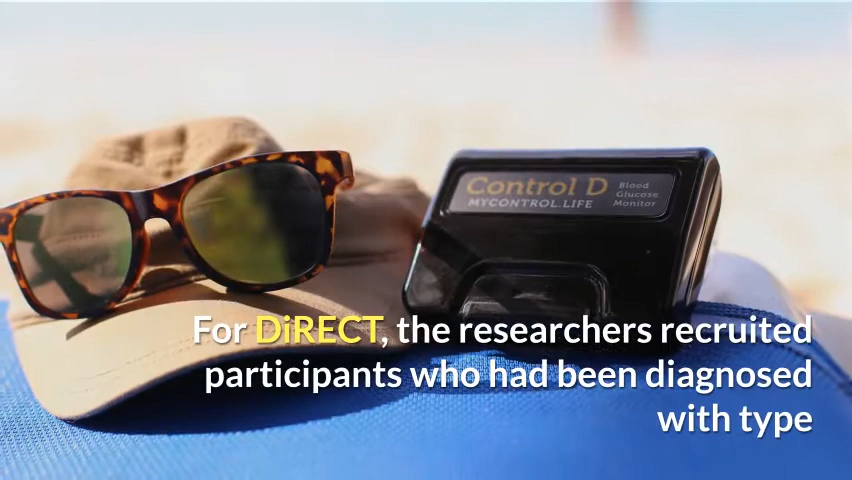 Control D
MYCONTROL.LIFE
Blood
Glucose
Monitor
For DiRECT, the researchers recruited
participants who had been diagnosed
with type